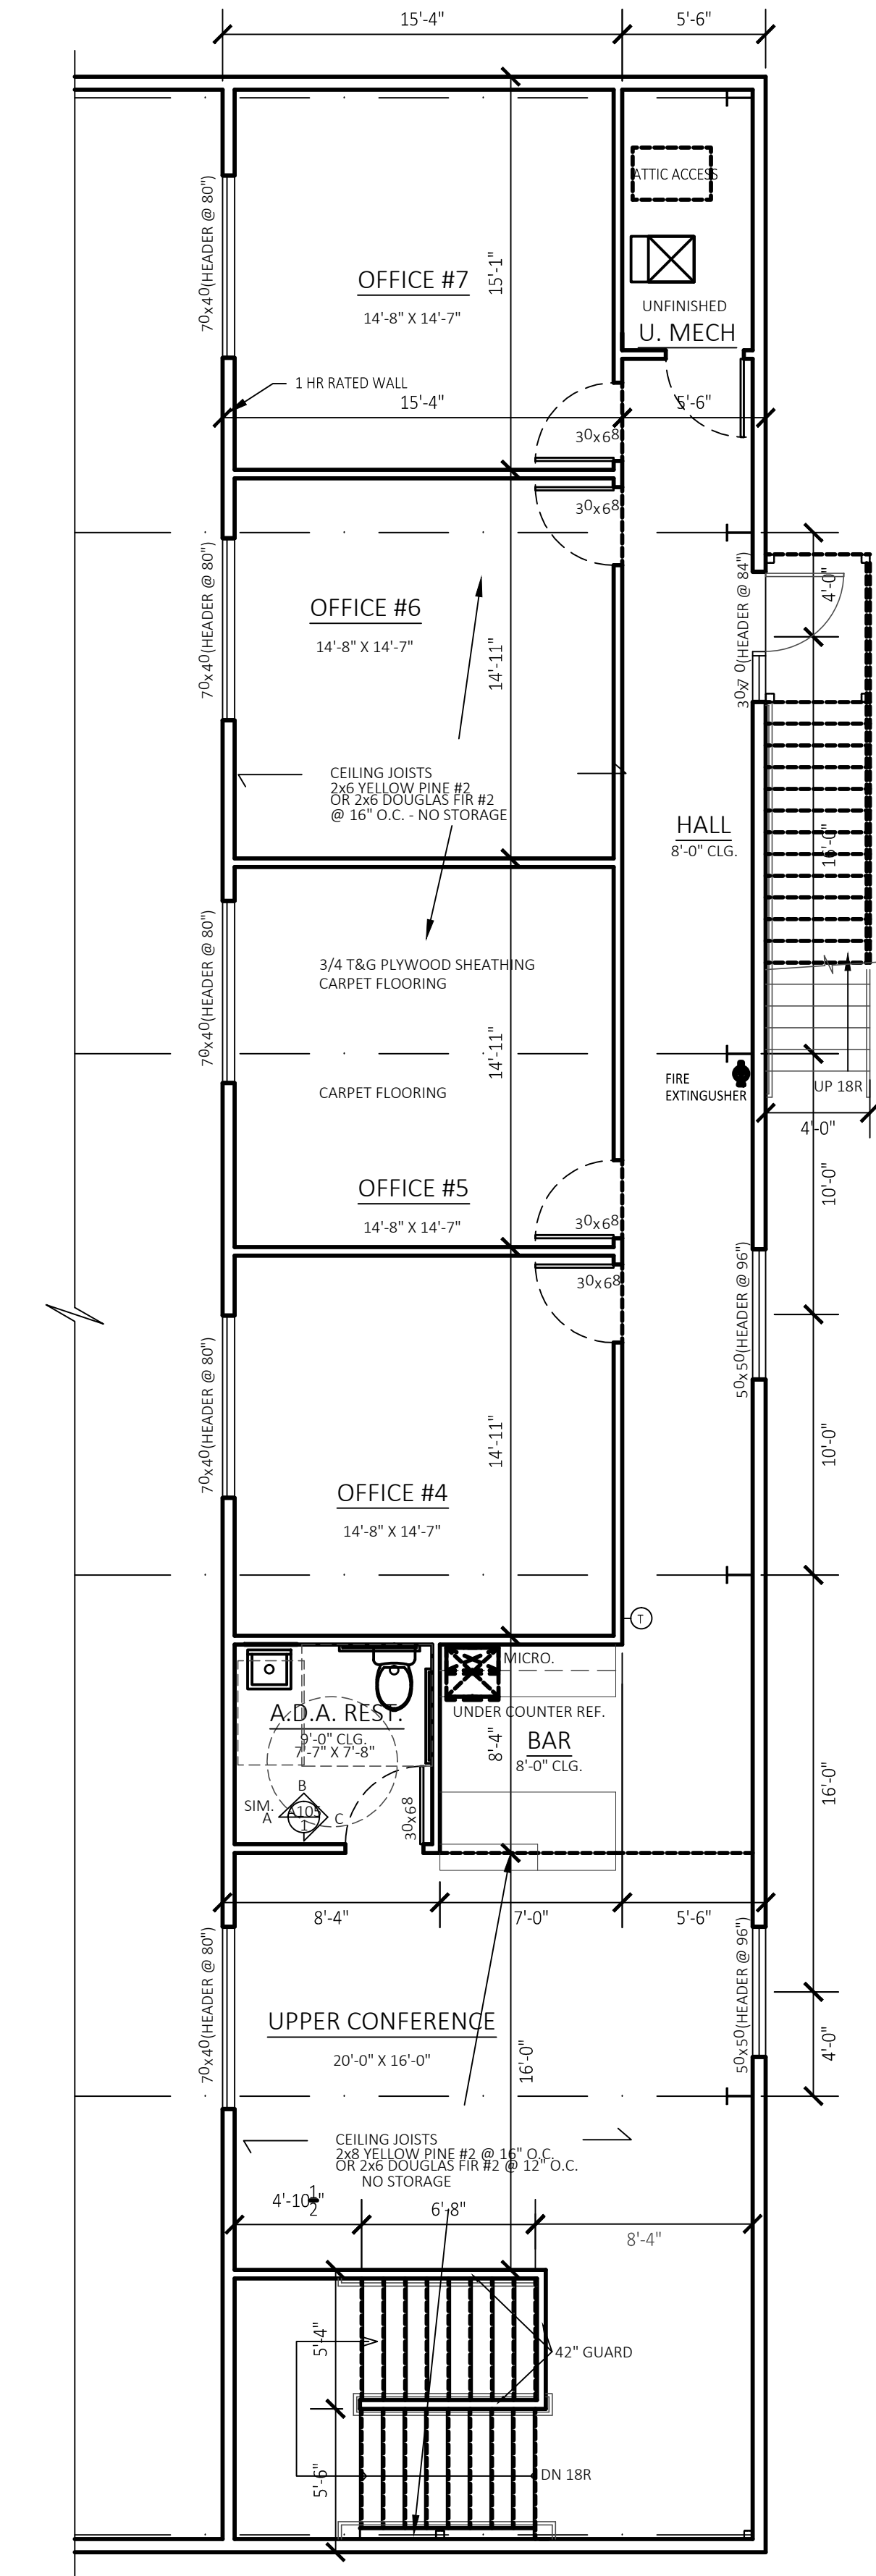 15'-4"
5'-6"
ATTIC ACCESS
70x40(HEADER @ 80")
15'-1"
OFFICE #7
14'-8" X 14'-7"
UNFINISHED
U. MECH
1 HR RATED WALL
15'-4"
5'-6"
30x68
30x68
70x40(HEADER @ 80")
30x70(HEADER @ 84")
4'-0"
OFFICE #6
14'-8" X 14'-7"
14'-11"
CEILING JOISTS
2x6 YELLOW PINE #2
OR 2x6 DOUGLAS FIR #2
@ 16" O.C. - NO STORAGE
HALL
8'-0" CLG.
16'-0"
70x40(HEADER @ 80")
3/4 T&G PLYWOOD SHEATHING
CARPET FLOORING
14'-11"
CARPET FLOORING
FIRE
EXTINGUSHER
UP 18R
4'-0"
10'-0"
OFFICE #5
14'-8" X 14'-7"
30x68
30x68
50x50(HEADER @ 96")
70x40(HEADER @ 80")
14'-11"
10'-0"
OFFICE #4
14'-8" X 14'-7"
T
MICRO.
UNDER COUNTER REF.
A.D.A. REST.
9'-0" CLG.
7'-7" X 7'-8"
8'-4"
BAR
8'-0" CLG.
16'-0"
B
SIM.
A
A105
1
C
30x68
8'-4"
7'-0"
5'-6"
70x40(HEADER @ 80")
50x50(HEADER @ 96")
UPPER CONFERENCE
20'-0" X 16'-0"
16'-0"
4'-0"
CEILING JOISTS
2x8 YELLOW PINE #2 @ 16" O.C.
OR 2x6 DOUGLAS FIR #2 @ 12" O.C.
NO STORAGE
4'-10 1/2"
6'-8"
8'-4"
5'-4"
42" GUARD
5'-6"
DN 18R